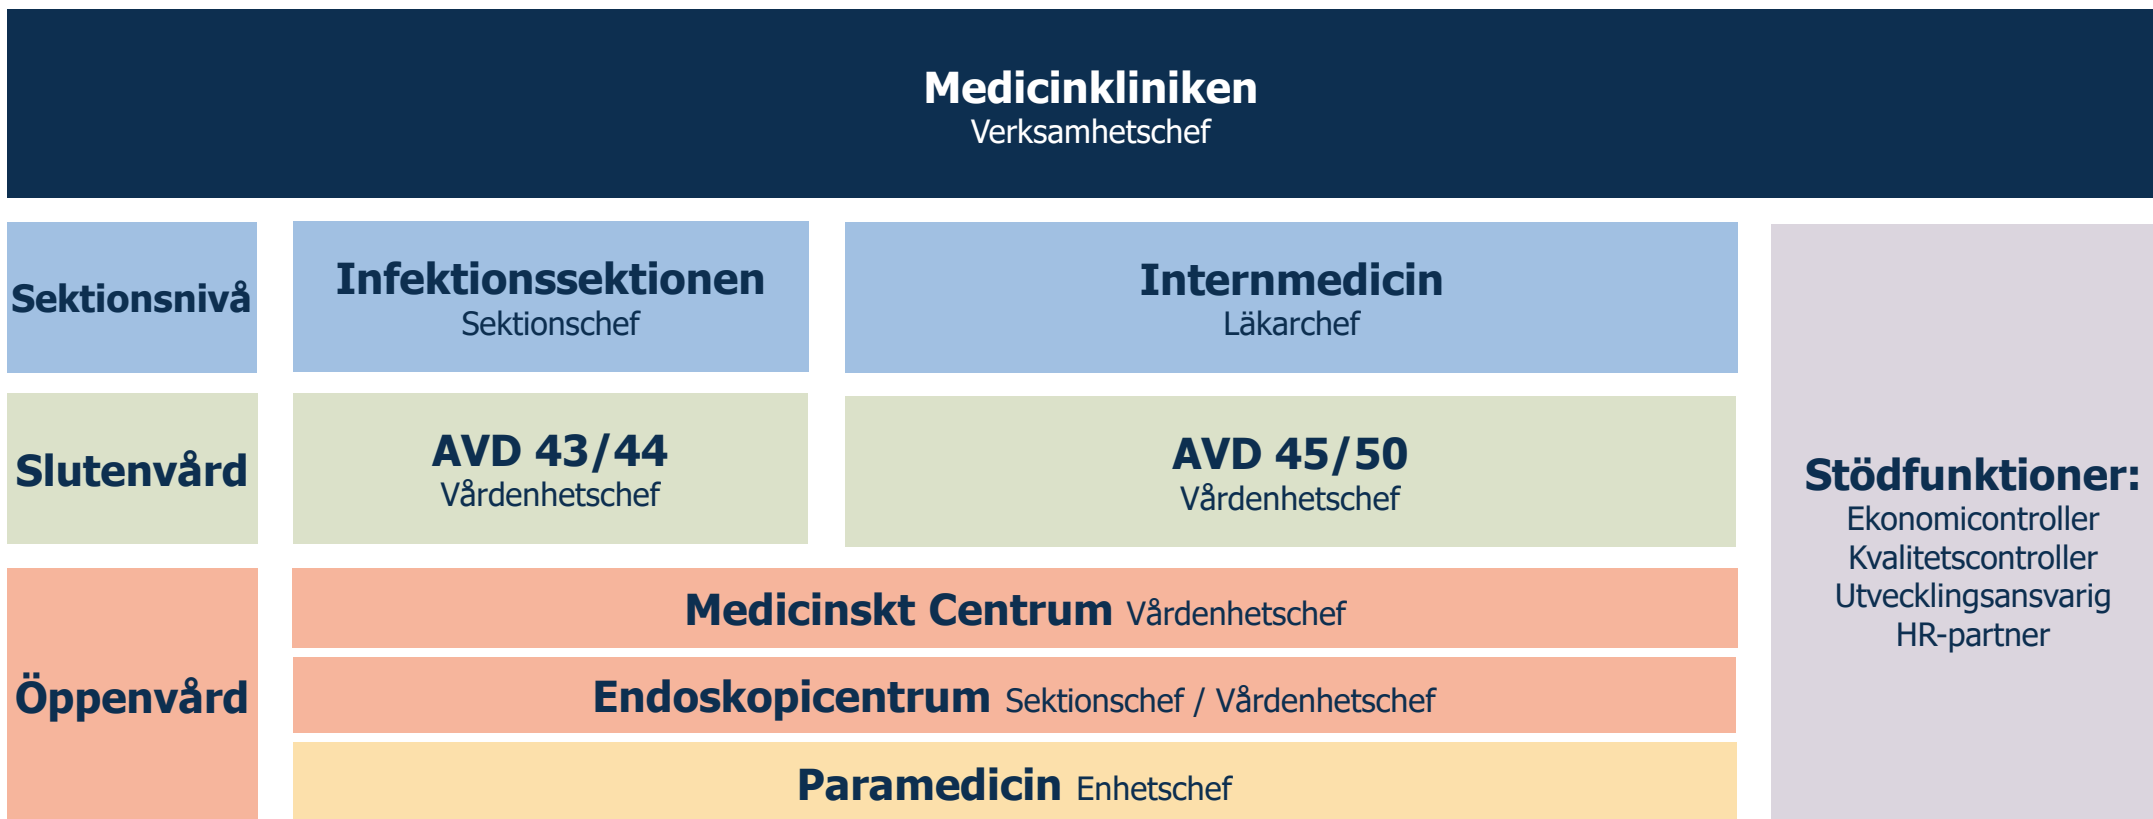 Medicinkliniken
Verksamhetschef
Sektionsnivå
Infektionssektionen
Sektionschef
Internmedicin
Läkarchef
Slutenvård
AVD 43/44
Vårdenhetschef
AVD 45/50
Vårdenhetschef
Öppenvård
Medicinskt Centrum Vårdenhetschef
Endoskopicentrum Sektionschef / Vårdenhetschef
Paramedicin Enhetschef
Stödfunktioner:
Ekonomicontroller
Kvalitetscontroller
Utvecklingsansvarig
HR-partner